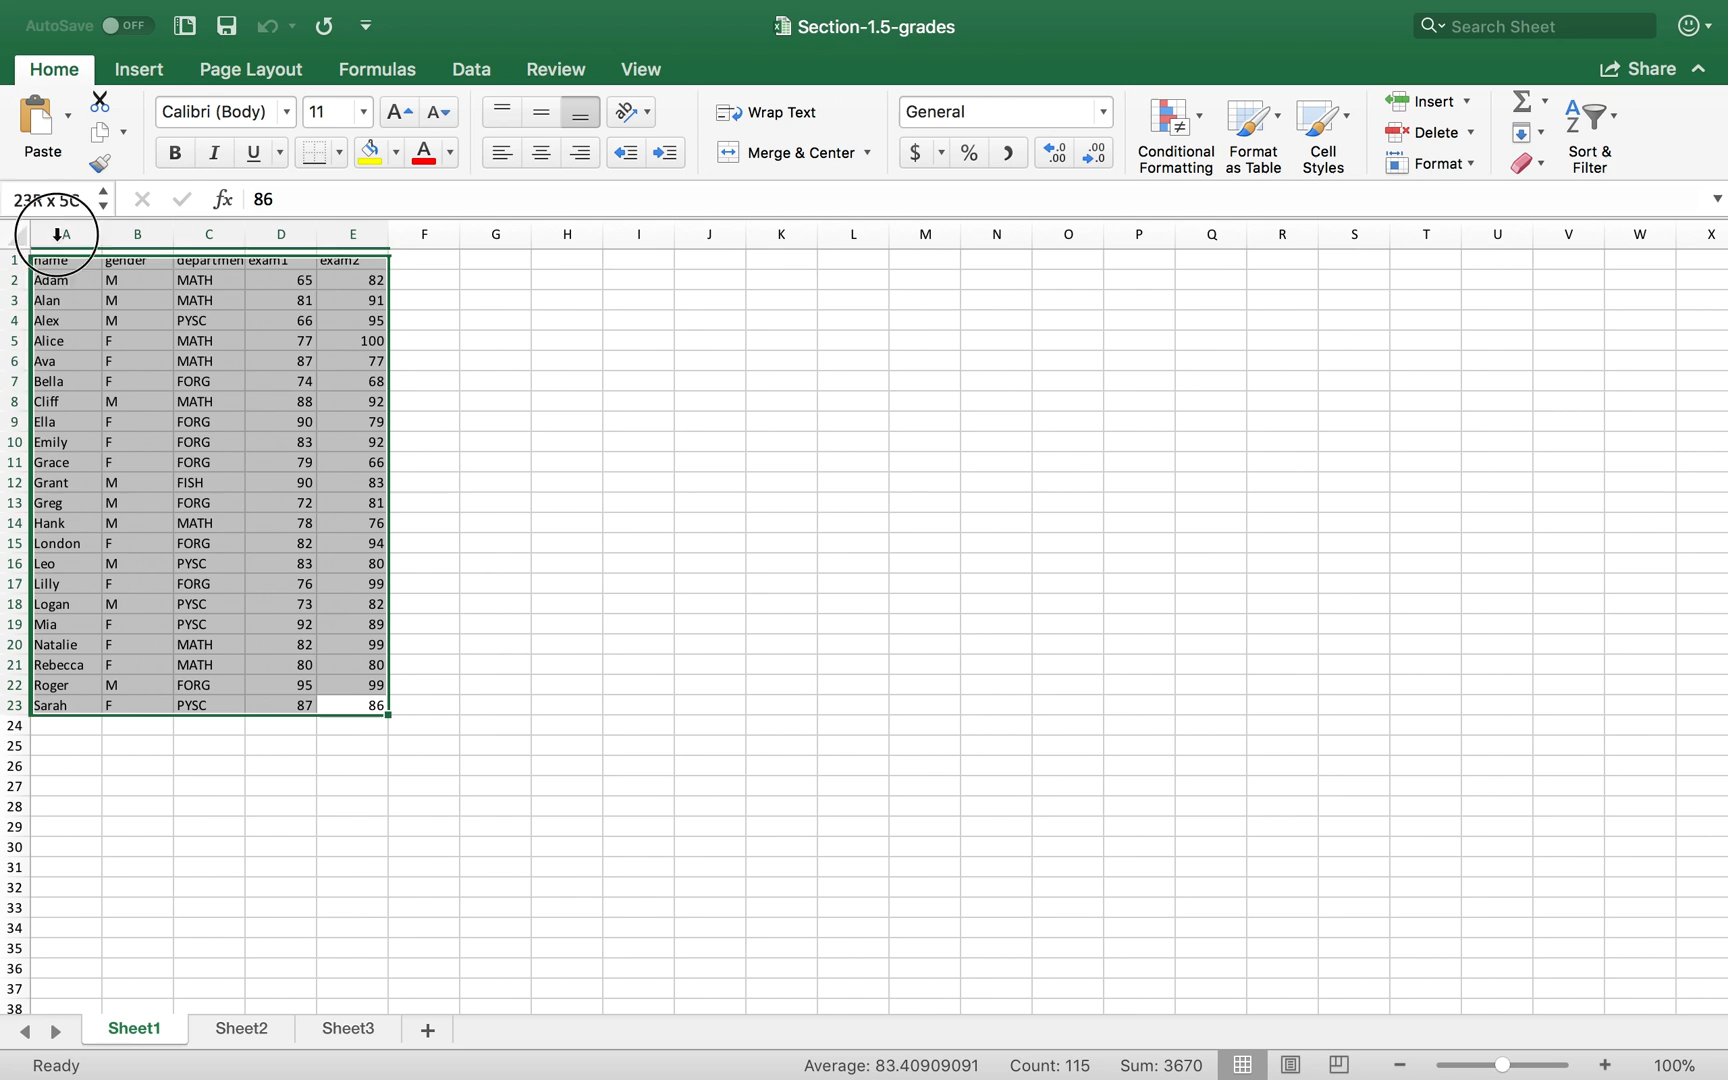 AutoSave OFF Section-1.5-grades Search Sheet
Home Insert Page Layout Formulas Data Review View Share
Paste Calibri (Body) 11 A A ab Wrap Text General Conditional Formatting Format as Table Cell Styles Insert Σ A Z Sort & Filter
B I U A Merge & Center $ % .00 .0 Delete
Format
23R x 5C fx 86
A B C D E F G H I J K L M N O P Q R S T U V W X
1 name gender departmen exam1 exam2
2 Adam M MATH 65 82
3 Alan M MATH 81 91
4 Alex M PYSC 66 95
5 Alice F MATH 77 100
6 Ava F MATH 87 77
7 Bella F FORG 74 68
8 Cliff M MATH 88 92
9 Ella F FORG 90 79
10 Emily F FORG 83 92
11 Grace F FORG 79 66
12 Grant M FISH 90 83
13 Greg M FORG 72 81
14 Hank M MATH 78 76
15 London F FORG 82 94
16 Leo M PYSC 83 80
17 Lilly F FORG 76 99
18 Logan M PYSC 73 82
19 Mia F PYSC 92 89
20 Natalie F MATH 82 99
21 Rebecca F MATH 80 80
22 Roger M FORG 95 99
23 Sarah F PYSC 87 86
24
25
26
27
28
29
30
31
32
33
34
35
36
37
38
Sheet1 Sheet2 Sheet3 +
Ready Average: 83.40909091 Count: 115 Sum: 3670 100%